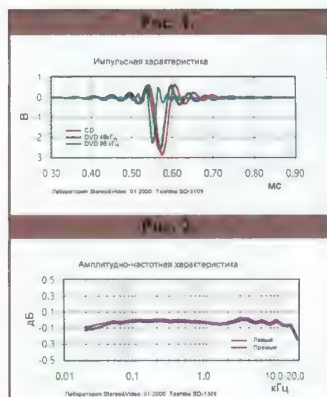 Рис. 1.
Импульсная характеристика
В
1
0
1
2
3
CD
DVD 48кГц
DVD 96 кГц
0.30 0.40 0.50 0.60 0.70 0.80 0.90
мс
Лаборатория Stereo&Video 01.2000 Toshiba SD-3109
Рис. 2.
Амплитудно-частотная характеристика
дБ
0.5
0.3
0.1
-0.1
-0.3
-0.5
Левый
Правый
0.01 0.1 1.0 10.0 20.0
кГц
Лаборатория Stereo&Video 01.2000 Toshiba